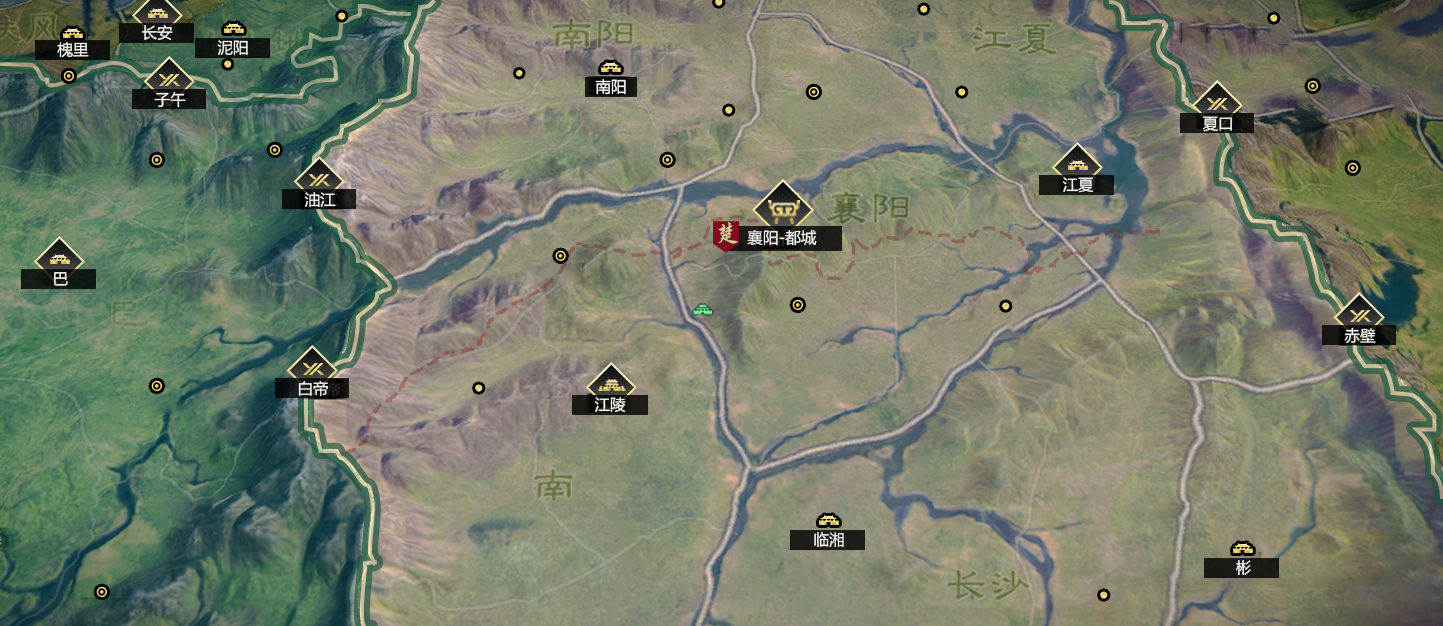 扶风
长安
槐里
泥阳
子午
南阳
南阳
江夏
夏口
油江
江夏
襄阳
楚
襄阳-都城
巴
巴
赤壁
白帝
江陵
南
临湘
彬
长沙